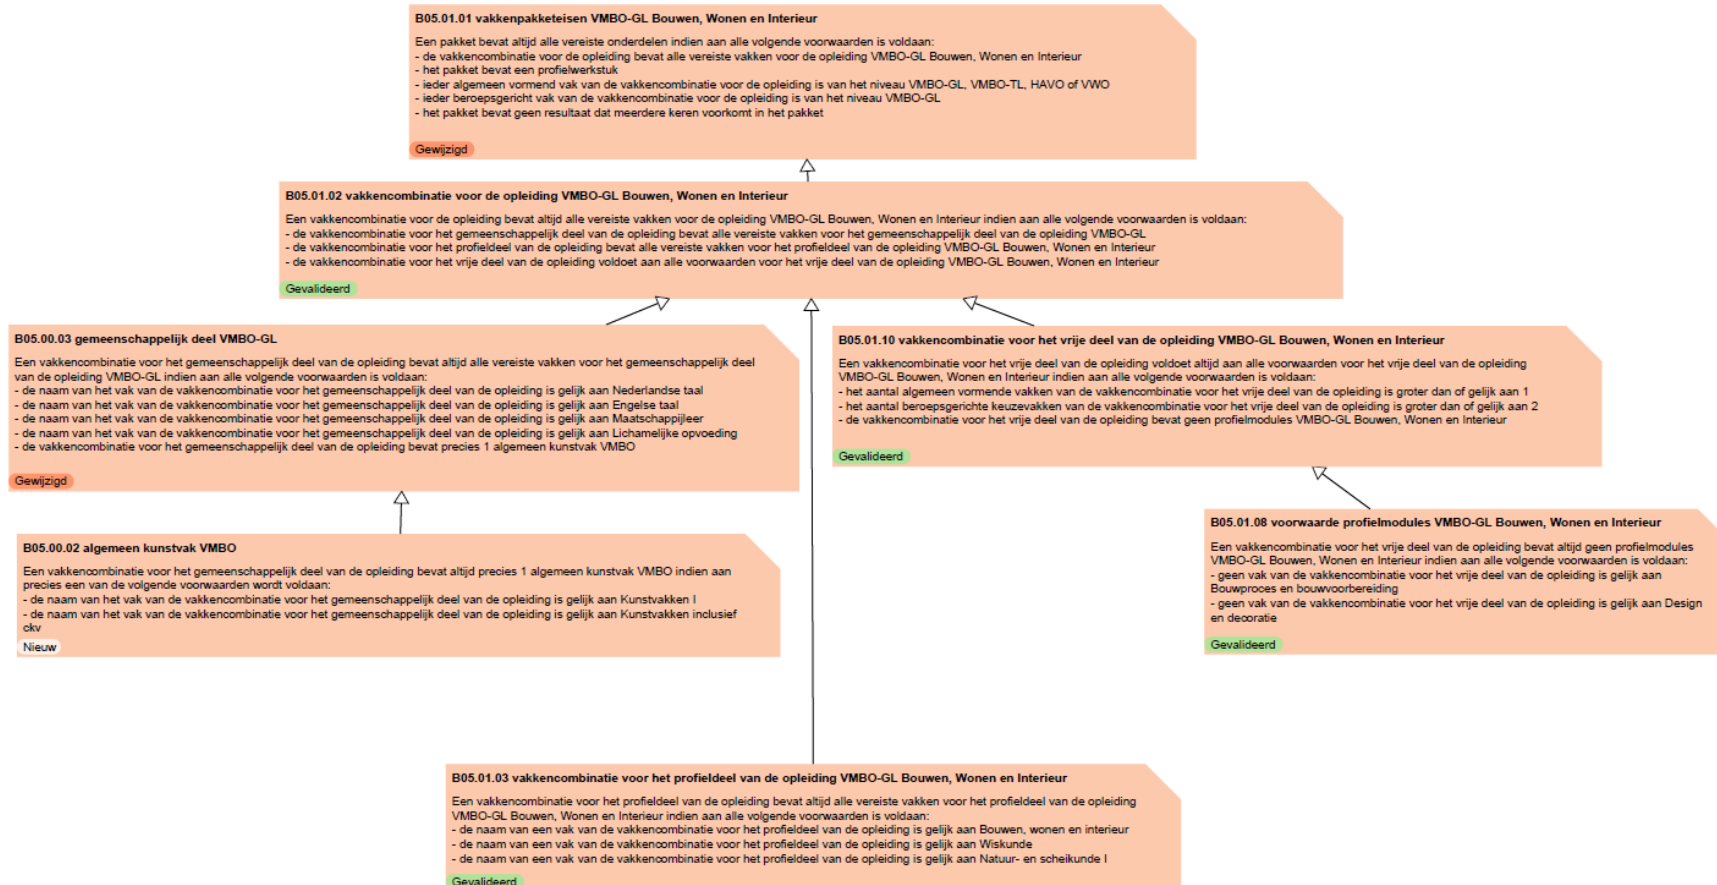 B05.01.01 vakkenpakketeisen VMBO-GL Bouwen, Wonen en Interieur
Een pakket bevat altijd alle vereiste onderdelen indien aan alle volgende voorwaarden is voldaan:
- de vakkencombinatie voor de opleiding bevat alle vereiste vakken voor de opleiding VMBO-GL Bouwen, Wonen en Interieur
- het pakket bevat een profielwerkstuk
- ieder algemeen vormend vak van de vakkencombinatie voor de opleiding is van het niveau VMBO-GL, VMBO-TL, HAVO of VWO
- ieder beroepsgericht vak van de vakkencombinatie voor de opleiding is van het niveau VMBO-GL
- het pakket bevat geen resultaat dat meerdere keren voorkomt in het pakket
Gewijzigd
B05.01.02 vakkencombinatie voor de opleiding VMBO-GL Bouwen, Wonen en Interieur
Een vakkencombinatie voor de opleiding bevat altijd alle vereiste vakken voor de opleiding VMBO-GL Bouwen, Wonen en Interieur indien aan alle volgende voorwaarden is voldaan:
- de vakkencombinatie voor het gemeenschappelijk deel van de opleiding bevat alle vereiste vakken voor het gemeenschappelijk deel van de opleiding VMBO-GL
- de vakkencombinatie voor het profieldeel van de opleiding bevat alle vereiste vakken voor het profieldeel van de opleiding VMBO-GL Bouwen, Wonen en Interieur
- de vakkencombinatie voor het vrije deel van de opleiding voldoet aan alle voorwaarden voor het vrije deel van de opleiding VMBO-GL Bouwen, Wonen en Interieur
Gevalideerd
B05.00.03 gemeenschappelijk deel VMBO-GL
Een vakkencombinatie voor het gemeenschappelijk deel van de opleiding bevat altijd alle vereiste vakken voor het gemeenschappelijk deel
van de opleiding VMBO-GL indien aan alle volgende voorwaarden is voldaan:
- de naam van het vak van de vakkencombinatie voor het gemeenschappelijk deel van de opleiding is gelijk aan Nederlandse taal
- de naam van het vak van de vakkencombinatie voor het gemeenschappelijk deel van de opleiding is gelijk aan Engelse taal
- de naam van het vak van de vakkencombinatie voor het gemeenschappelijk deel van de opleiding is gelijk aan Maatschappijleer
- de naam van het vak van de vakkencombinatie voor het gemeenschappelijk deel van de opleiding is gelijk aan Lichamelijke opvoeding
- de vakkencombinatie voor het gemeenschappelijk deel van de opleiding bevat precies 1 algemeen kunstvak VMBO
Gewijzigd
B05.01.10 vakkencombinatie voor het vrije deel van de opleiding VMBO-GL Bouwen, Wonen en Interieur
Een vakkencombinatie voor het vrije deel van de opleiding voldoet altijd aan alle voorwaarden voor het vrije deel van de opleiding
VMBO-GL Bouwen, Wonen en Interieur indien aan alle volgende voorwaarden is voldaan:
- het aantal algemeen vormende vakken van de vakkencombinatie voor het vrije deel van de opleiding is groter dan of gelijk aan 1
- het aantal beroepsgerichte keuzevakken van de vakkencombinatie voor het vrije deel van de opleiding is groter dan of gelijk aan 2
- de vakkencombinatie voor het vrije deel van de opleiding bevat geen profielmodules VMBO-GL Bouwen, Wonen en Interieur
Gevalideerd
B05.00.02 algemeen kunstvak VMBO
Een vakkencombinatie voor het gemeenschappelijk deel van de opleiding bevat altijd precies 1 algemeen kunstvak VMBO indien aan
precies een van de volgende voorwaarden wordt voldaan:
- de naam van het vak van de vakkencombinatie voor het gemeenschappelijk deel van de opleiding is gelijk aan Kunstvakken I
- de naam van het vak van de vakkencombinatie voor het gemeenschappelijk deel van de opleiding is gelijk aan Kunstvakken inclusief
ckv
Nieuw
B05.01.08 voorwaarde profielmodules VMBO-GL Bouwen, Wonen en Interieur
Een vakkencombinatie voor het vrije deel van de opleiding bevat altijd geen profielmodules
VMBO-GL Bouwen, Wonen en Interieur indien aan alle volgende voorwaarden is voldaan:
- geen vak van de vakkencombinatie voor het vrije deel van de opleiding is gelijk aan
Bouwproces en bouwvoorbereiding
- geen vak van de vakkencombinatie voor het vrije deel van de opleiding is gelijk aan Design
en decoratie
Gevalideerd
B05.01.03 vakkencombinatie voor het profieldeel van de opleiding VMBO-GL Bouwen, Wonen en Interieur
Een vakkencombinatie voor het profieldeel van de opleiding bevat altijd alle vereiste vakken voor het profieldeel van de opleiding
VMBO-GL Bouwen, Wonen en Interieur indien aan alle volgende voorwaarden is voldaan:
- de naam van een vak van de vakkencombinatie voor het profieldeel van de opleiding is gelijk aan Bouwen, wonen en interieur
- de naam van een vak van de vakkencombinatie voor het profieldeel van de opleiding is gelijk aan Wiskunde
- de naam van een vak van de vakkencombinatie voor het profieldeel van de opleiding is gelijk aan Natuur- en scheikunde I
Gevalideerd